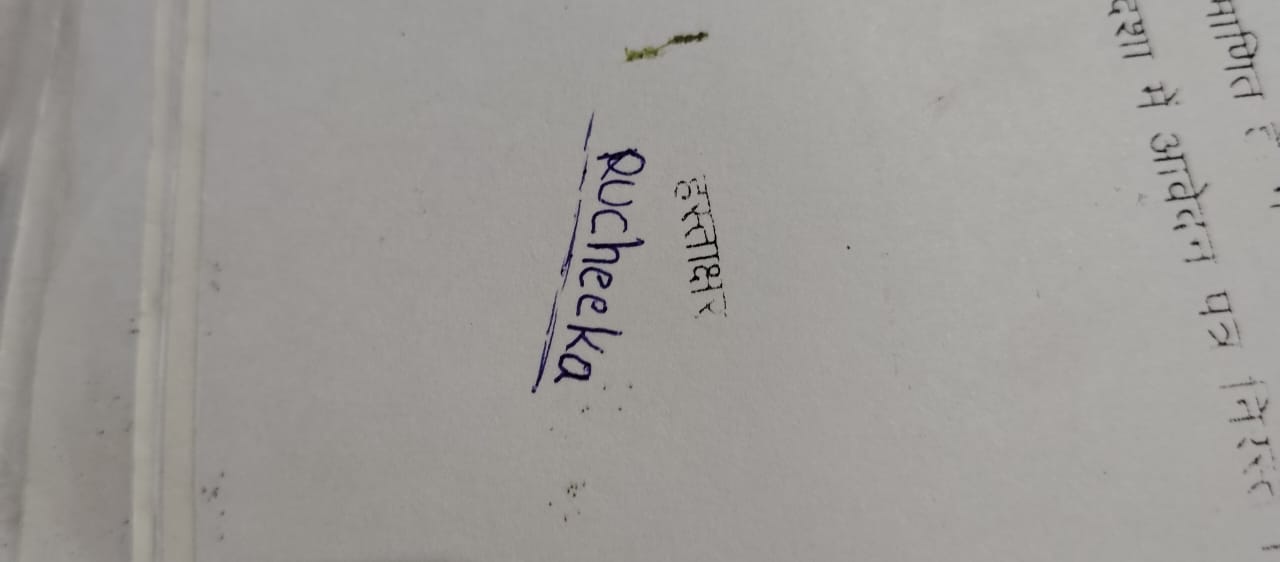 माणित है
दशा में आवेदन पत्र निरस्त
हस्ताक्षर
Rucheeka